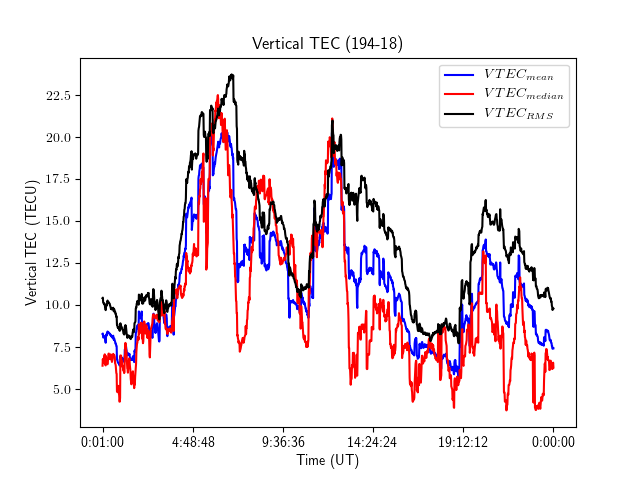 Vertical TEC (194-18)
VTEC_mean
VTEC_median
VTEC_RMS
Vertical TEC (TECU)
22.5
20.0
17.5
15.0
12.5
10.0
7.5
5.0
0:01:00 4:48:48 9:36:36 14:24:24 19:12:12 0:00:00
Time (UT)